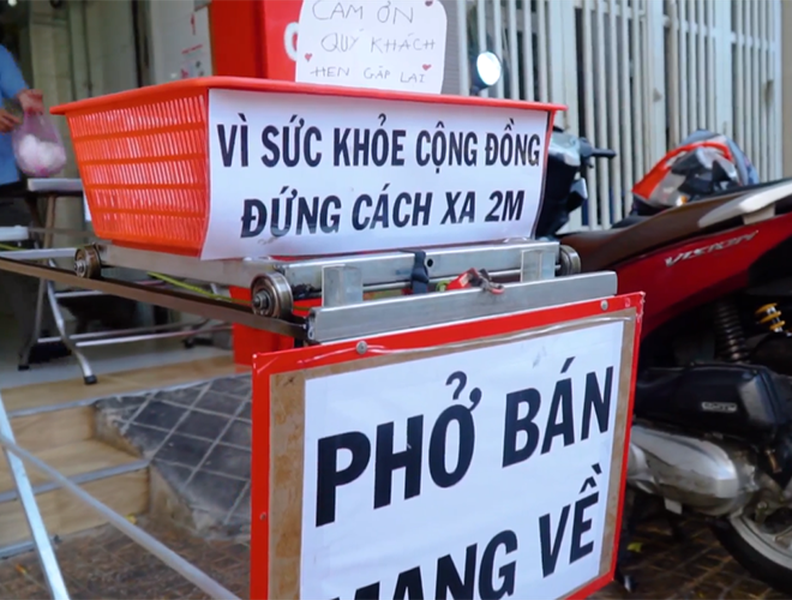 CẢM ƠN
QUÝ KHÁCH
HẸN GẶP LẠI
VÌ SỨC KHỎE CỘNG ĐỒNG
ĐỨNG CÁCH XA 2M
PHỞ BÁN
MANG VỀ
VISION